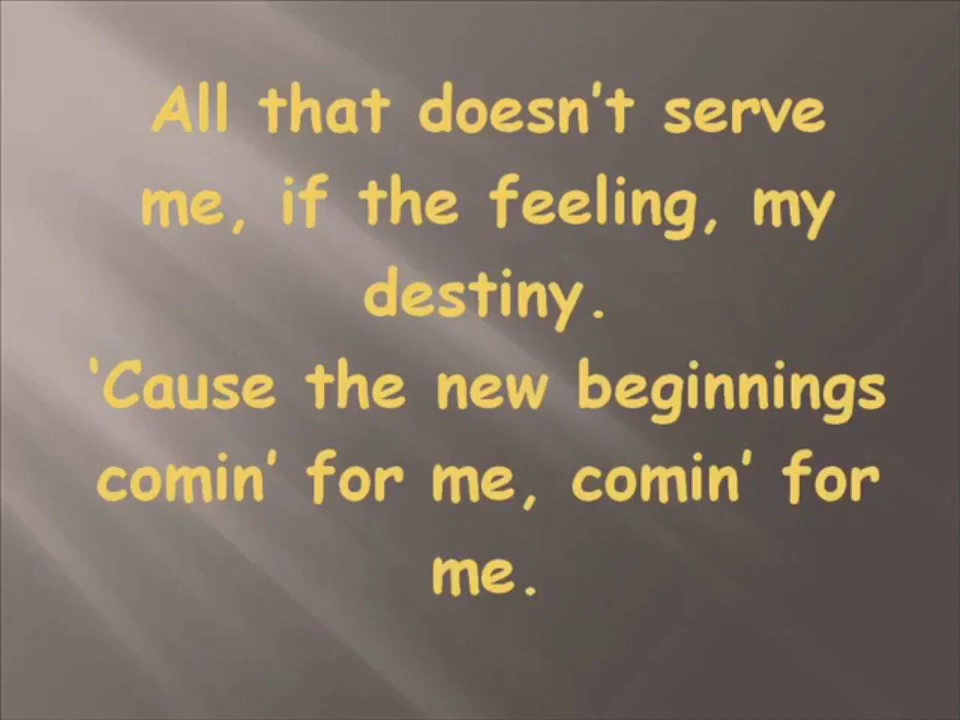 All that doesn’t serve
me, if the feeling, my
destiny.
‘Cause the new beginnings
comin’ for me, comin’ for
me.